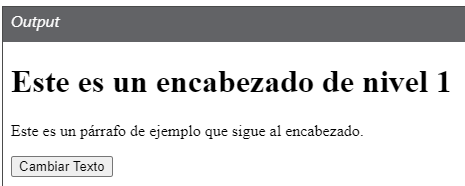 Output
Este es un encabezado de nivel 1
Este es un párrafo de ejemplo que sigue al encabezado.
Cambiar Texto